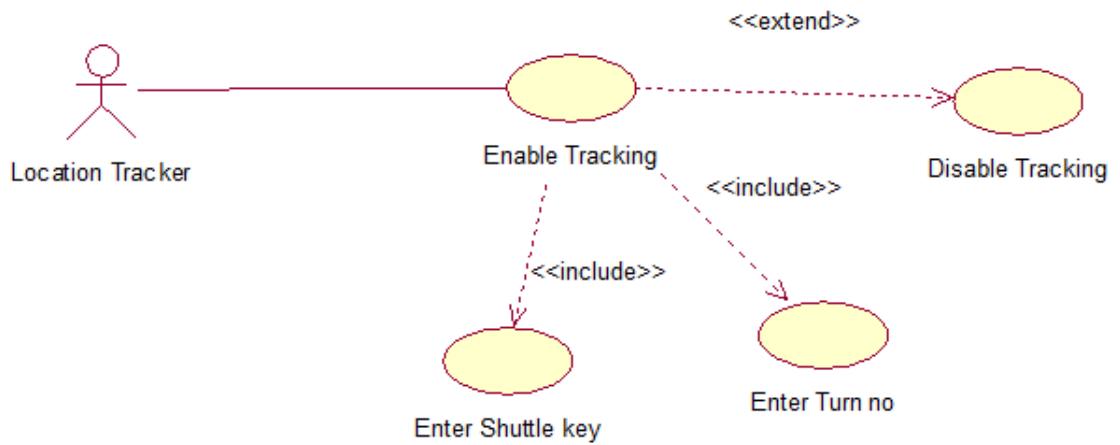 <<extend>>
Location Tracker
Enable Tracking
Disable Tracking
<<include>>
<<include>>
Enter Shuttle key
Enter Turn no